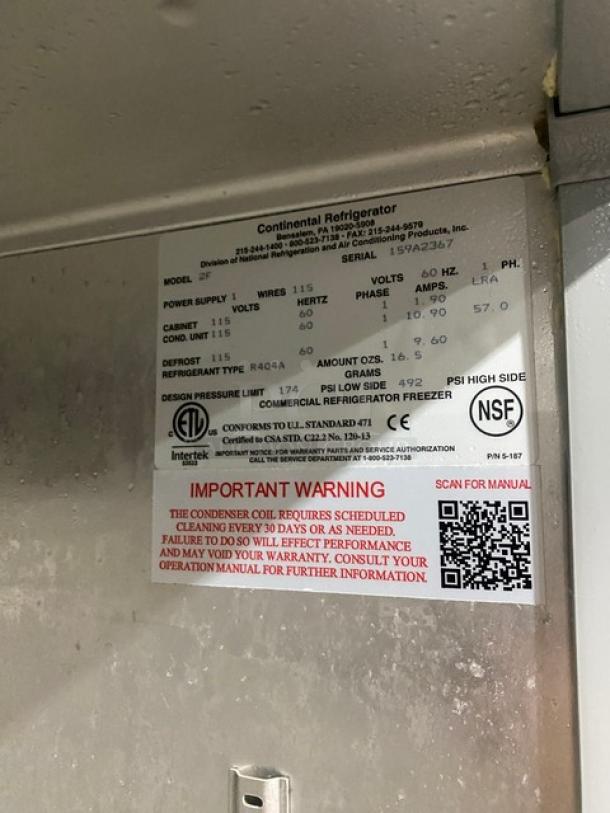 Continental Refrigerator
Bensalem, PA 19020-5908
215-244-1400 • 800-523-7138 • FAX: 215-244-9579
Division of National Refrigeration and Air Conditioning Products, Inc.
MODEL 2F SERIAL 159A2367
POWER SUPPLY 1 WIRES 115 VOLTS 60 HZ. 1 PH.
VOLTS HERTZ PHASE AMPS. LRA
CABINET 115 60 1 1.90
COND. UNIT 115 60 1 10.90 57.0
DEFROST 115 60 1 9.60
REFRIGERANT TYPE R404A AMOUNT OZS. 16.5
GRAMS
DESIGN PRESSURE LIMIT 174 PSI LOW SIDE 492 PSI HIGH SIDE
COMMERCIAL REFRIGERATOR FREEZER
C ETL CONFORMS TO U.L. STANDARD 471 CE NSF
Certified to CSA STD. C22.2 No. 120-13
Intertek IMPORTANT NOTICE: FOR WARRANTY PARTS AND SERVICE AUTHORIZATION
CALL THE SERVICE DEPARTMENT AT 1-800-523-7138 P/N 5-187
IMPORTANT WARNING
SCAN FOR MANUAL
THE CONDENSER COIL REQUIRES SCHEDULED
CLEANING EVERY 30 DAYS OR AS NEEDED.
FAILURE TO DO SO WILL EFFECT PERFORMANCE
AND MAY VOID YOUR WARRANTY. CONSULT YOUR
OPERATION MANUAL FOR FURTHER INFORMATION.